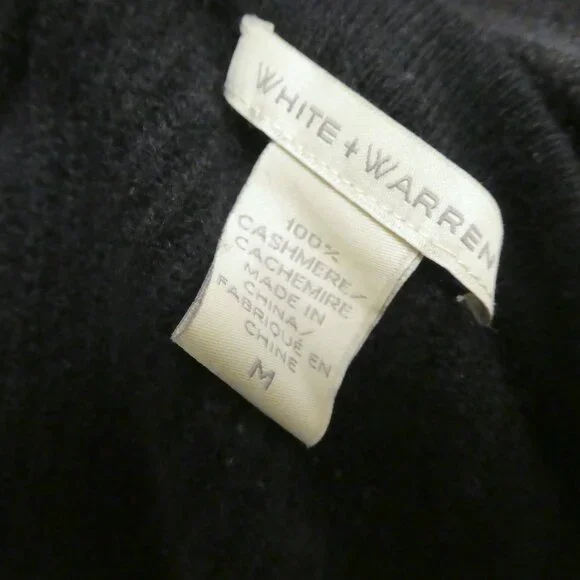 WHITE + WARREN
100%
CASHMERE/
CACHEMIRE
MADE IN
CHINA/
FABRIQUÉ EN
CHINE
M